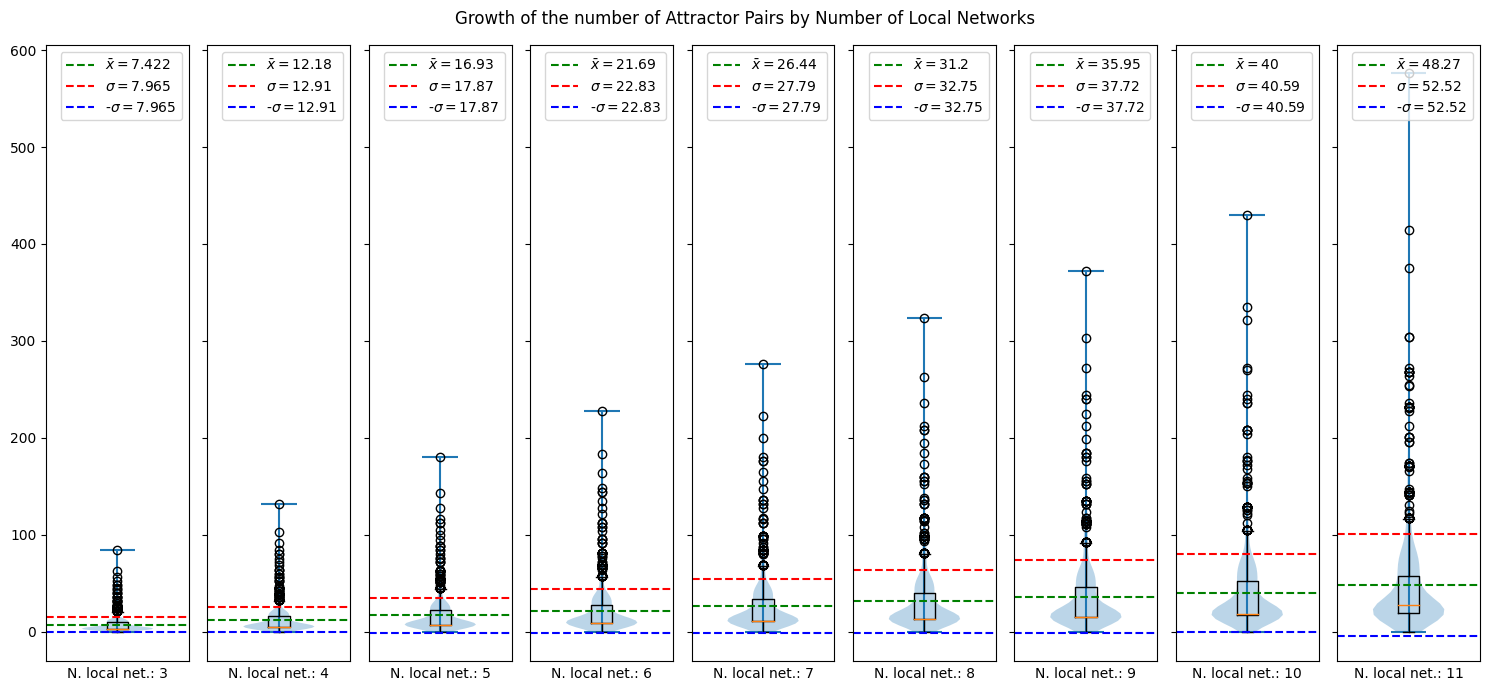 Growth of the number of Attractor Pairs by Number of Local Networks
600
500
400
300
200
100
0
x̄ = 7.422
σ = 7.965
-σ = 7.965
N. local net.: 3
x̄ = 12.18
σ = 12.91
-σ = 12.91
N. local net.: 4
x̄ = 16.93
σ = 17.87
-σ = 17.87
N. local net.: 5
x̄ = 21.69
σ = 22.83
-σ = 22.83
N. local net.: 6
x̄ = 26.44
σ = 27.79
-σ = 27.79
N. local net.: 7
x̄ = 31.2
σ = 32.75
-σ = 32.75
N. local net.: 8
x̄ = 35.95
σ = 37.72
-σ = 37.72
N. local net.: 9
x̄ = 40
σ = 40.59
-σ = 40.59
N. local net.: 10
x̄ = 48.27
σ = 52.52
-σ = 52.52
N. local net.: 11